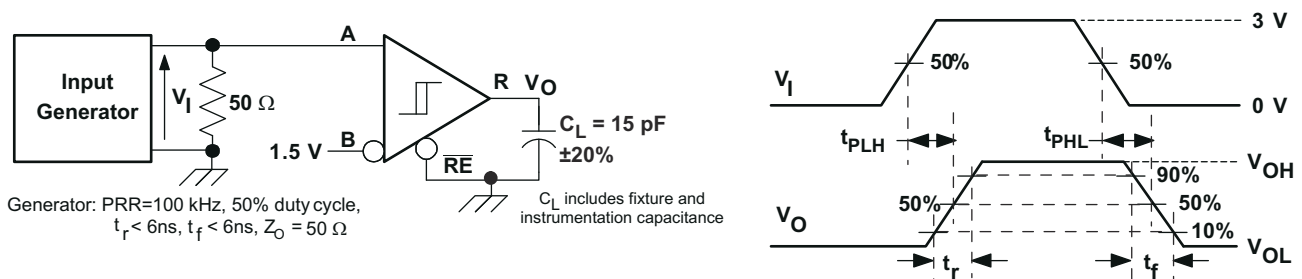 Input
Generator
V_I
50 Ω
A
B
1.5 V
R
V_O
RE
C_L = 15 pF
±20%
C_L includes fixture and
instrumentation capacitance
Generator: PRR=100 kHz, 50% duty cycle,
t_r < 6ns, t_f < 6ns, Z_O = 50 Ω
3 V
50%
50%
V_I
0 V
t_PLH
t_PHL
V_OH
90%
50%
50%
V_O
10%
V_OL
t_r
t_f